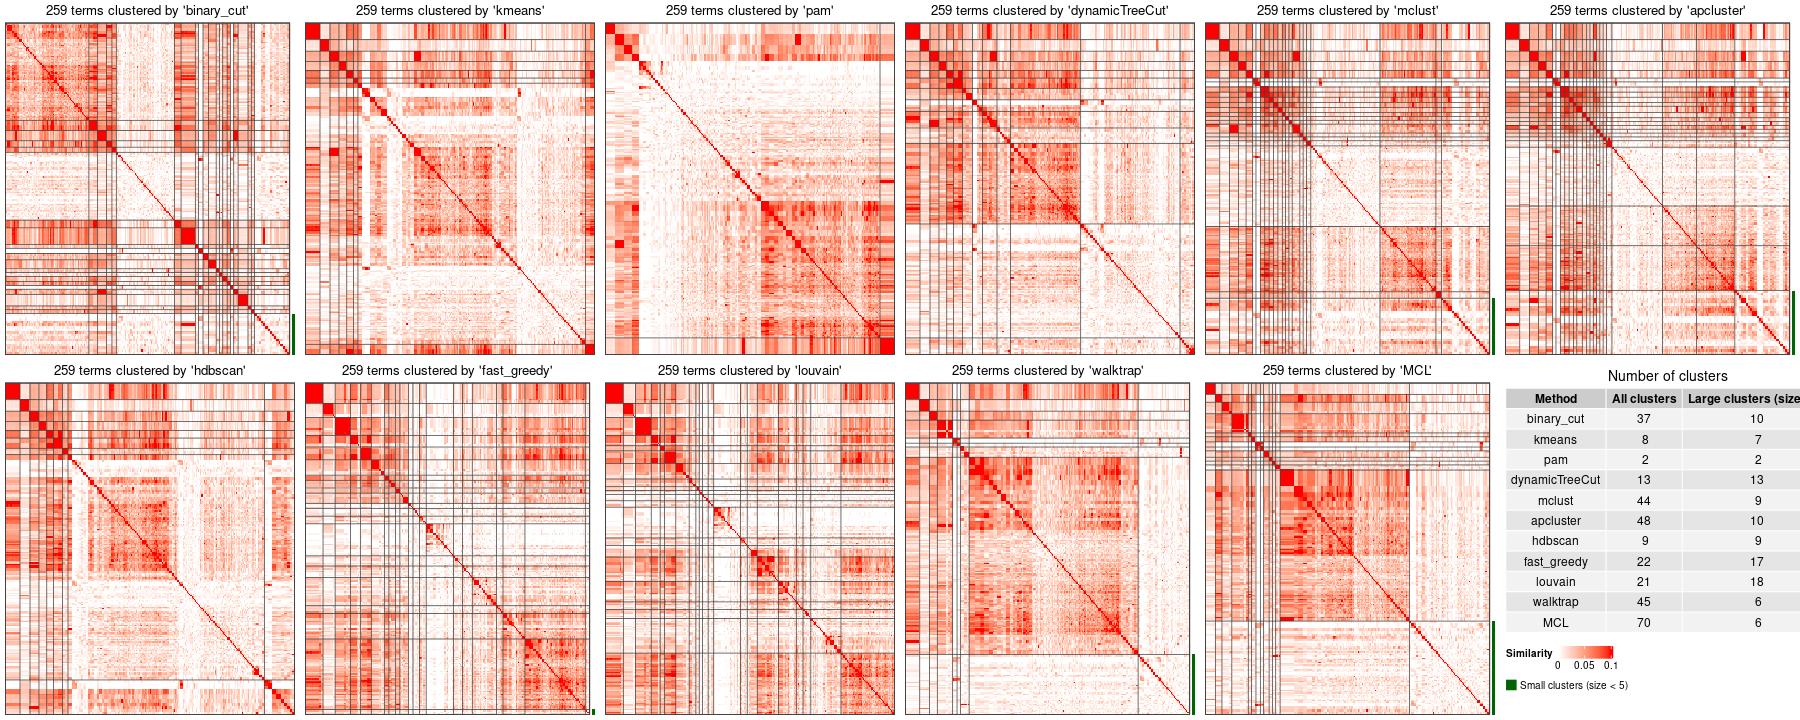 259 terms clustered by 'binary_cut'
259 terms clustered by 'kmeans'
259 terms clustered by 'pam'
259 terms clustered by 'dynamicTreeCut'
259 terms clustered by 'mclust'
259 terms clustered by 'apcluster'
259 terms clustered by 'hdbscan'
259 terms clustered by 'fast_greedy'
259 terms clustered by 'louvain'
259 terms clustered by 'walktrap'
259 terms clustered by 'MCL'
Number of clusters
Method All clusters Large clusters (size
binary_cut 37 10
kmeans 8 7
pam 2 2
dynamicTreeCut 13 13
mclust 44 9
apcluster 48 10
hdbscan 9 9
fast_greedy 22 17
louvain 21 18
walktrap 45 6
MCL 70 6
Similarity
0 0.05 0.1
Small clusters (size < 5)